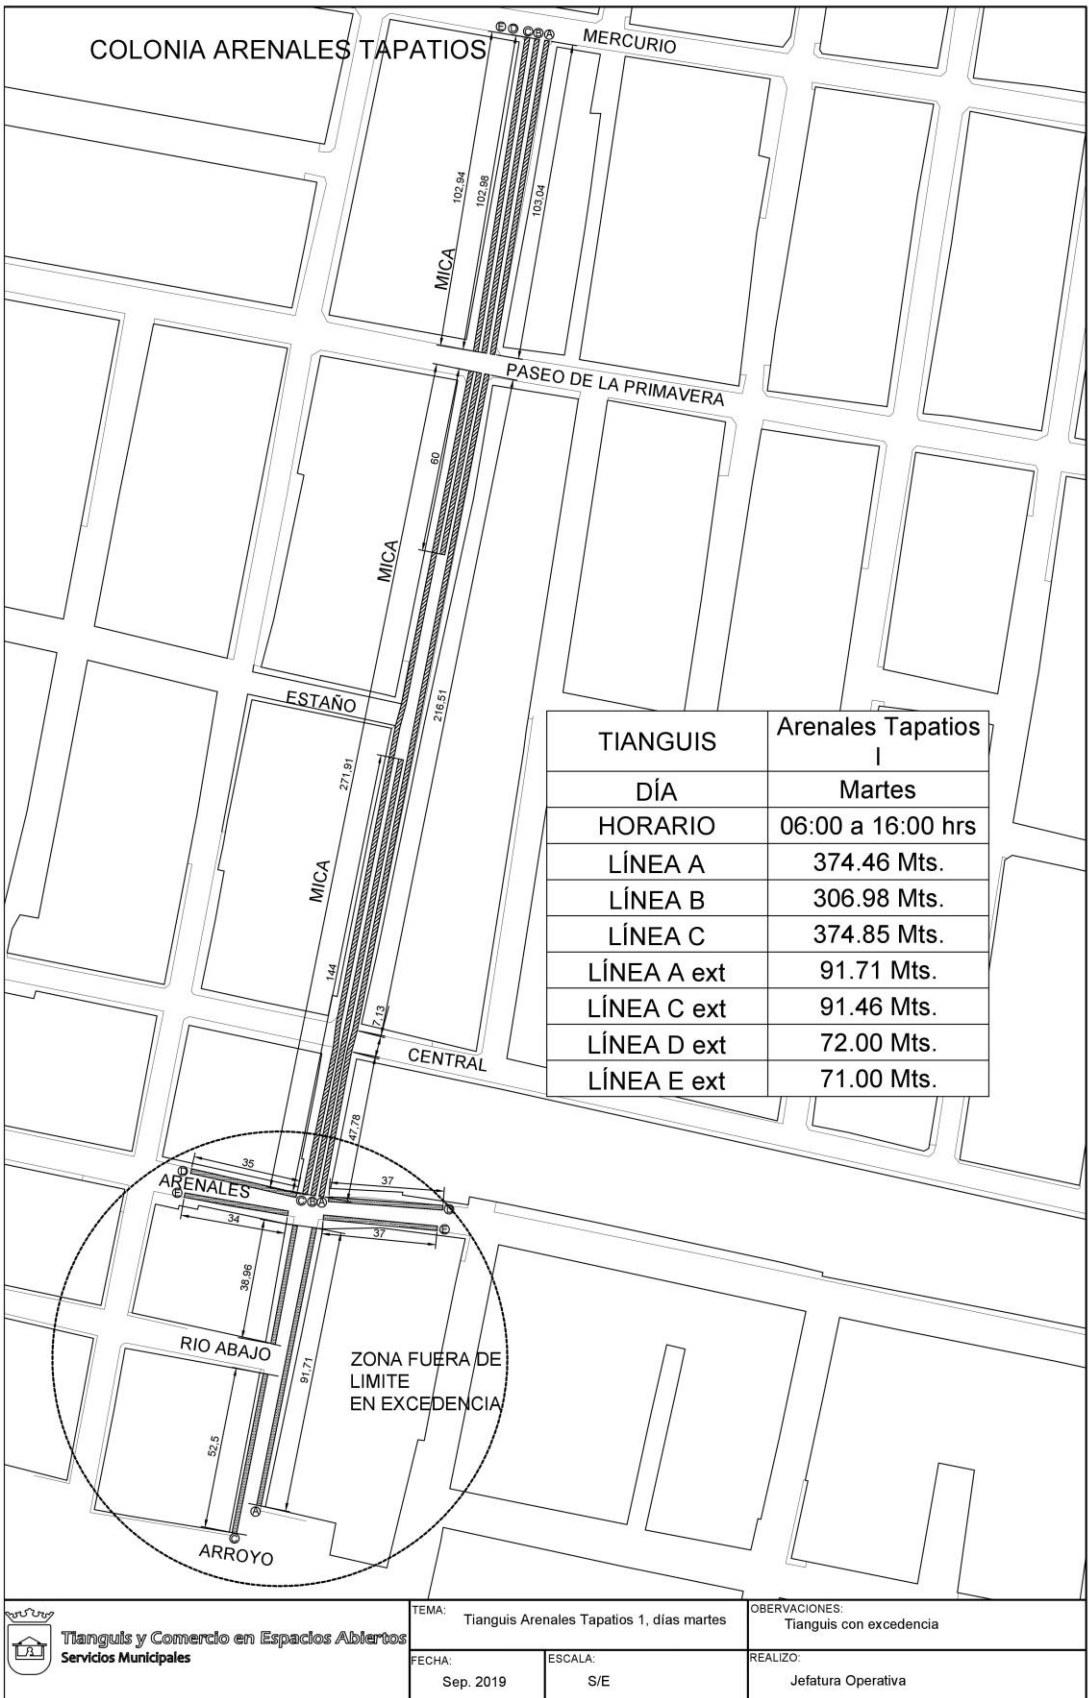 COLONIA ARENALES TAPATIOS
E D C B A
MERCURIO
102,94
102,98
103,04
MICA
PASEO DE LA PRIMAVERA
60
MICA
ESTAÑO
216,51
271,91
MICA
144
7,13
CENTRAL
47,78
TIANGUIS Arenales Tapatios
I
DÍA Martes
HORARIO 06:00 a 16:00 hrs
LÍNEA A 374.46 Mts.
LÍNEA B 306.98 Mts.
LÍNEA C 374.85 Mts.
LÍNEA A ext 91.71 Mts.
LÍNEA C ext 91.46 Mts.
LÍNEA D ext 72.00 Mts.
LÍNEA E ext 71.00 Mts.
D
35
ARENALES
37
E
C B A
D
34
37
E
38,96
RIO ABAJO
91,71
ZONA FUERA DE
LIMITE
EN EXCEDENCIA
52,5
A
C
ARROYO
Tianguis y Comercio en Espacios Abiertos
Servicios Municipales
TEMA:
Tianguis Arenales Tapatios 1, días martes
OBERVACIONES:
Tianguis con excedencia
FECHA:
Sep. 2019
ESCALA:
S/E
REALIZO:
Jefatura Operativa